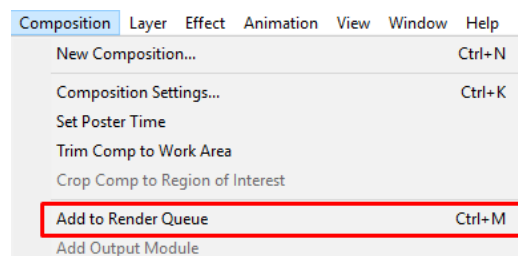 Composition Layer Effect Animation View Window Help
New Composition... Ctrl+N
Composition Settings... Ctrl+K
Set Poster Time
Trim Comp to Work Area
Crop Comp to Region of Interest
Add to Render Queue Ctrl+M
Add Output Module